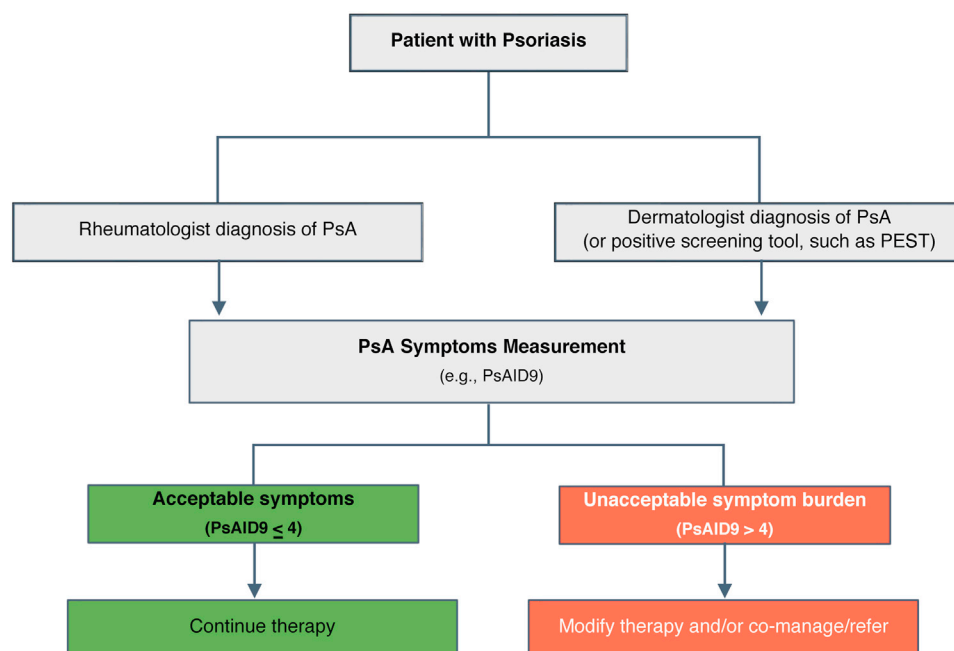 Patient with Psoriasis
Rheumatologist diagnosis of PsA
Dermatologist diagnosis of PsA
(or positive screening tool, such as PEST)
PsA Symptoms Measurement
(e.g., PsAID9)
Acceptable symptoms
(PsAID9 ≤ 4)
Unacceptable symptom burden
(PsAID9 > 4)
Continue therapy
Modify therapy and/or co-manage/refer